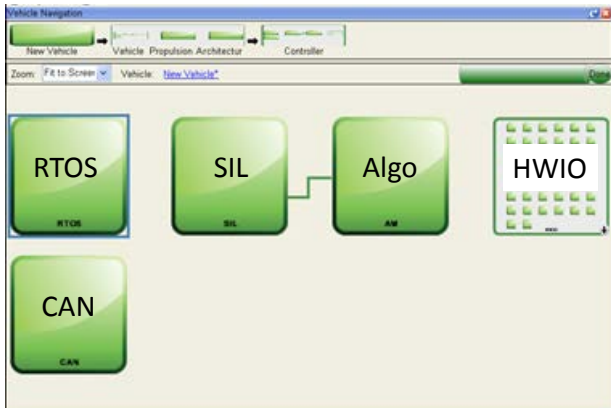 Vehicle Navigation
New Vehicle
Vehicle Propulsion Architectur
Controller
Zoom: Fit to Screen Vehicle: New Vehicle* Done
RTOS
RTOS
SIL
SIL
Algo
AM
HWIO
CAN
CAN